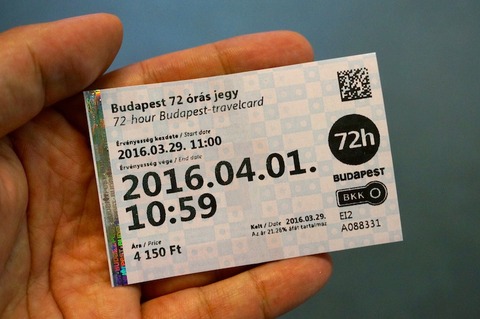 Budapest 72 órás jegy
72-hour Budapest-travelcard
Érvényesség kezdete / Start date
2016.03.29. 11:00
Érvényesség vége / End date
2016.04.01.
10:59
72h
BUDAPEST
BKK
Ára / Price
4 150 Ft
Kelt / Date 2016.03.29.
Az ár 21.26% áfát tartalmaz
EI2
A088331